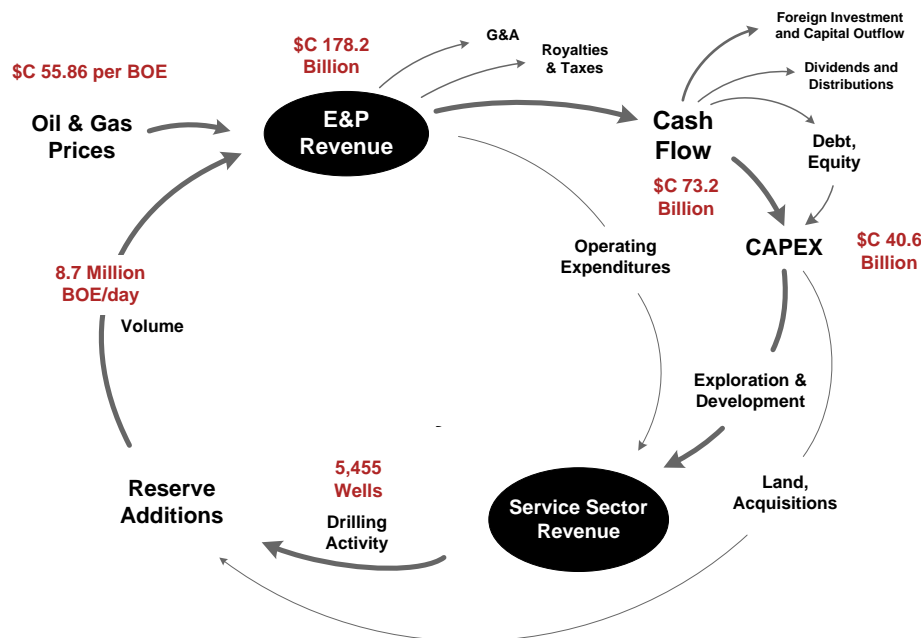 $C 55.86 per BOE
Oil & Gas
Prices
$C 178.2
Billion
E&P
Revenue
G&A
Royalties
& Taxes
Foreign Investment
and Capital Outflow
Dividends and
Distributions
Cash
Flow
$C 73.2
Billion
Debt,
Equity
CAPEX
$C 40.6
Billion
Operating
Expenditures
8.7 Million
BOE/day
Volume
Exploration &
Development
Land,
Acquisitions
Service Sector
Revenue
5,455
Wells
Drilling
Activity
Reserve
Additions